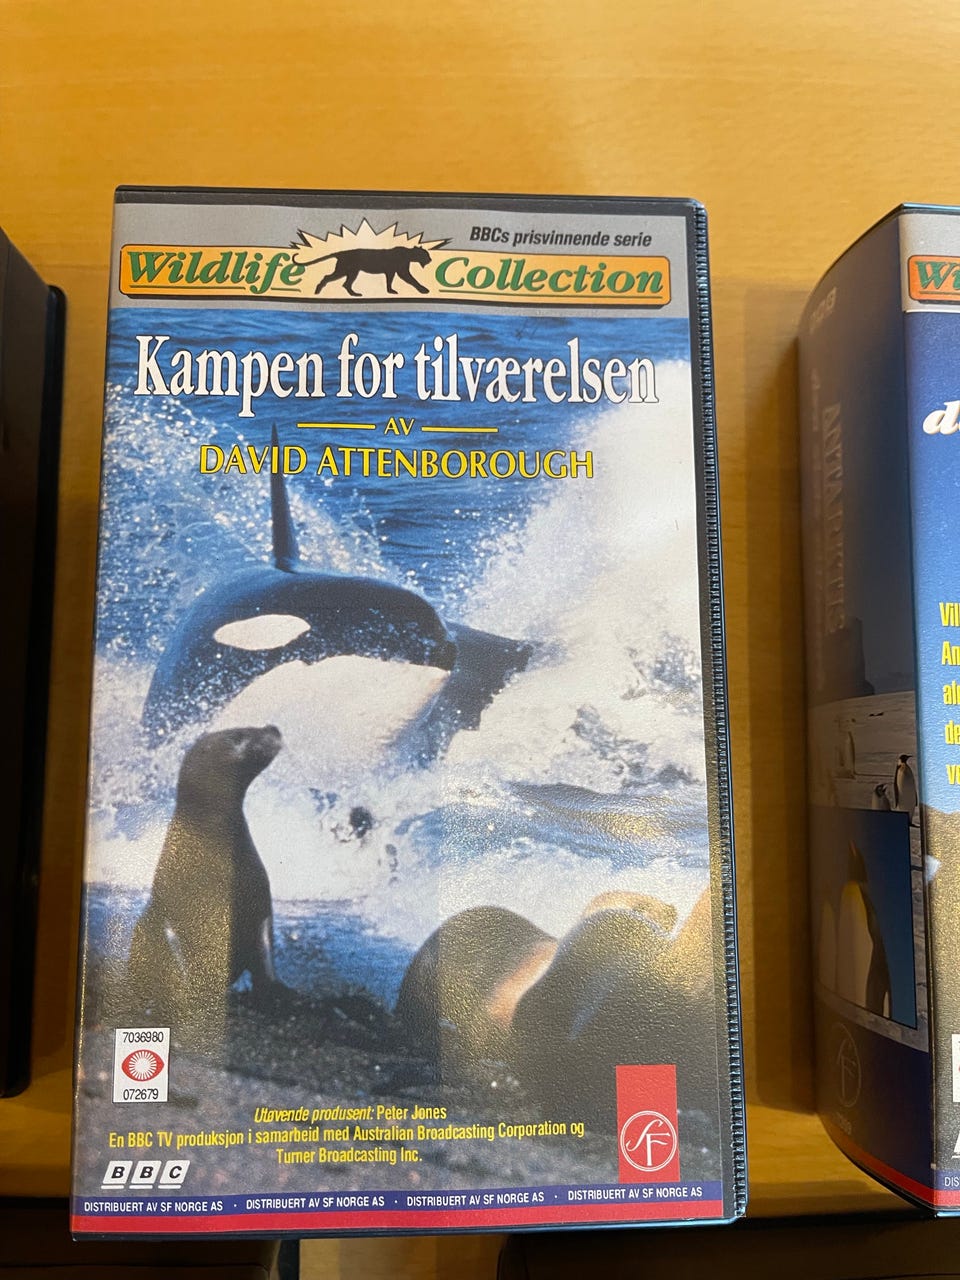 BBCs prisvinnende serie
Wildlife Collection
Kampen for tilværelsen
AV
DAVID ATTENBOROUGH
7036980
072679
Utøvende produsent: Peter Jones
En BBC TV produksjon i samarbeid med Australian Broadcasting Corporation og
Turner Broadcasting Inc.
BBC
SF
DISTRIBUERT AV SF NORGE AS · DISTRIBUERT AV SF NORGE AS · DISTRIBUERT AV SF NORGE AS · DISTRIBUERT AV SF NORGE AS
ANTARKTIS